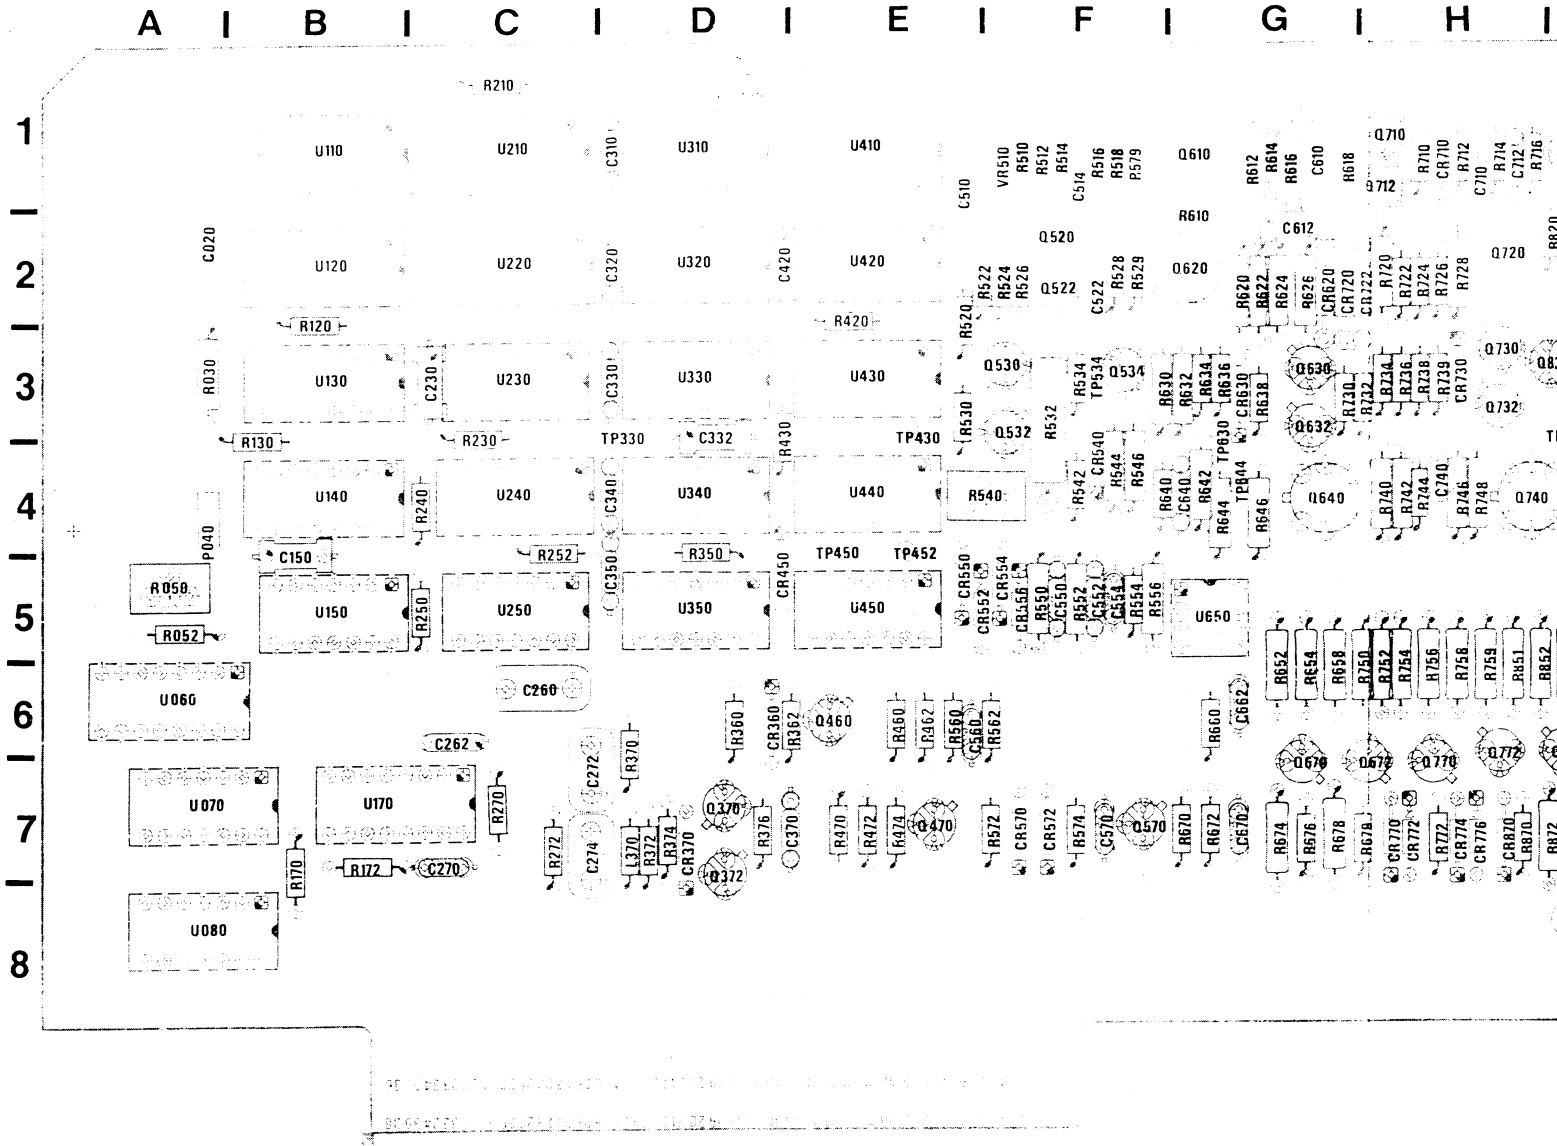 A B C D E F G H
R210
1
U110 U210 C310 U310 U410 C510 VR510 R510 R512 R514 C514 R516 R518 R579 Q610 R612 R614 R616 C610 R618 Q710 Q712 R710 CR710 R712 C710 R714 C712 R716
2
C020 U120 U220 C320 U320 C420 U420 R522 R524 R526 Q520 Q522 C522 R528 R529 R610 Q620 C612 R620 R622 R624 R626 CR620 CR720 CR722 R720 R722 R724 R726 R728 Q720 R820
R120 R420 R520
3
R030 U130 C230 U230 C330 U330 U430 Q530 R534 TP534 Q534 R630 R632 R634 R636 CR630 R638 Q630 R730 R732 R734 R736 R738 R739 CR730 Q730 Q732
R130 R230 TP330 C332 R430 TP430 R530 Q532 R532 CR540 TP630 Q632
4
U140 R240 U240 C340 U340 U440 R540 R542 R544 R546 R640 C640 R642 R644 TP644 R646 Q640 R740 R742 R744 C740 R746 R748 Q740
C150 R252 C350 R350 CR450 TP450 TP452
5
R050 U150 R250 U250 U350 U450 CR550 CR552 CR554 CR556 R550 C550 R552 C552 C554 R554 R556 U650
R052
R652 R654 R658 R750 R752 R754 R756 R758 R759 R851 R852
6
U060 C260 R360 CR360 R362 Q460 R460 R462 R560 C560 R562 R660 C662
C262 C272 R370 Q670 Q672 Q770 Q772
7
U070 U170 R270 Q370 R376 C370 R470 R472 R474 Q470 R572 CR570 CR572 R574 C570 Q570 R670 R672 C670 R674 R676 R678 R679 CR770 CR772 R772 CR774 CR776 CR870 R870 R872
R170 R172 C270 R272 C274 R372 R374 CR370 Q372
8
U080